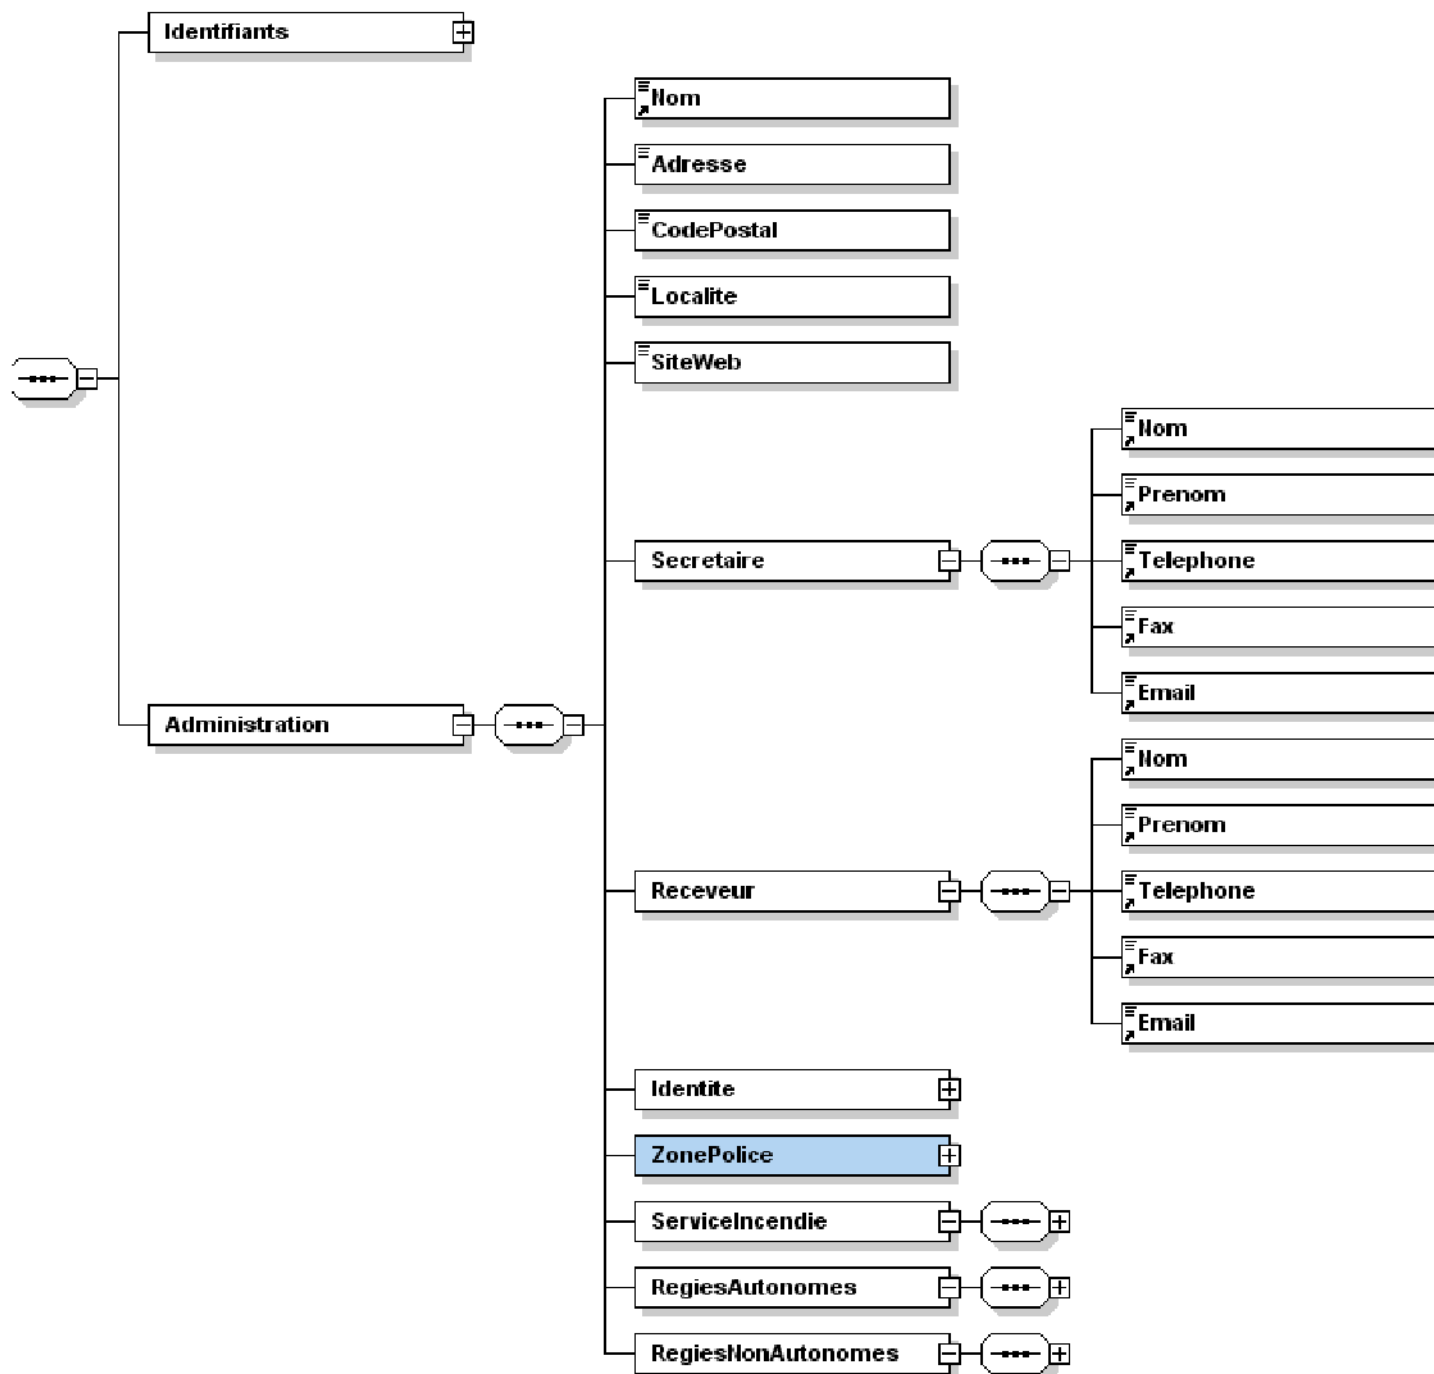 Identifiants
Nom
Adresse
CodePostal
Localite
SiteWeb
Nom
Prenom
Secretaire
Telephone
Fax
Email
Administration
Nom
Prenom
Receveur
Telephone
Fax
Email
Identite
ZonePolice
ServiceIncendie
RegiesAutonomes
RegiesNonAutonomes